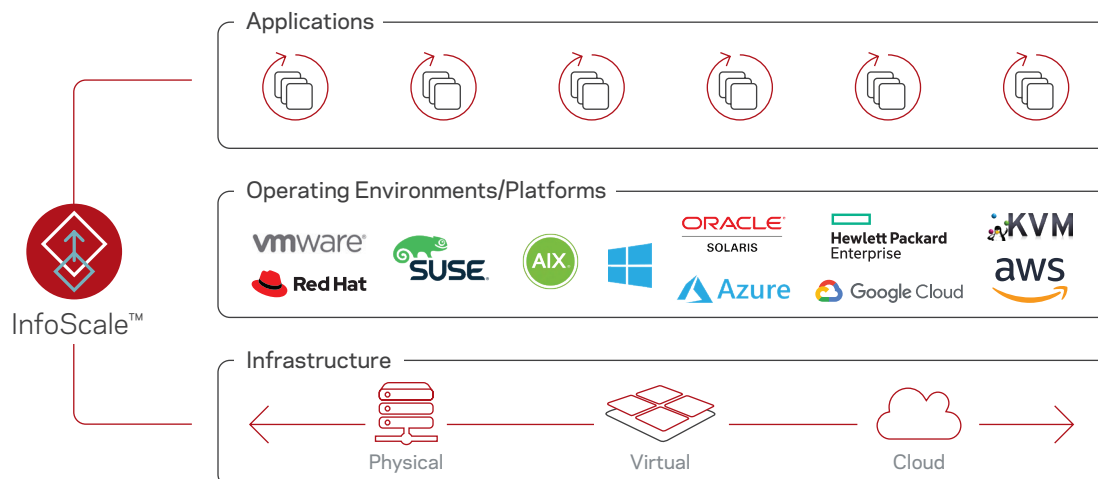 Applications
Operating Environments/Platforms
vmware®
Red Hat
SUSE®
AIX®
ORACLE®
SOLARIS
Azure
Hewlett Packard
Enterprise
Google Cloud
KVM
aws
InfoScale™
Infrastructure
Physical
Virtual
Cloud